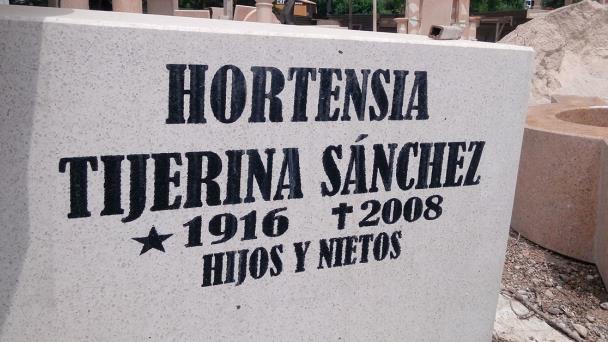 HORTENSIA
TIJERINA SÁNCHEZ
★1916 ✝2008
HIJOS Y NIETOS